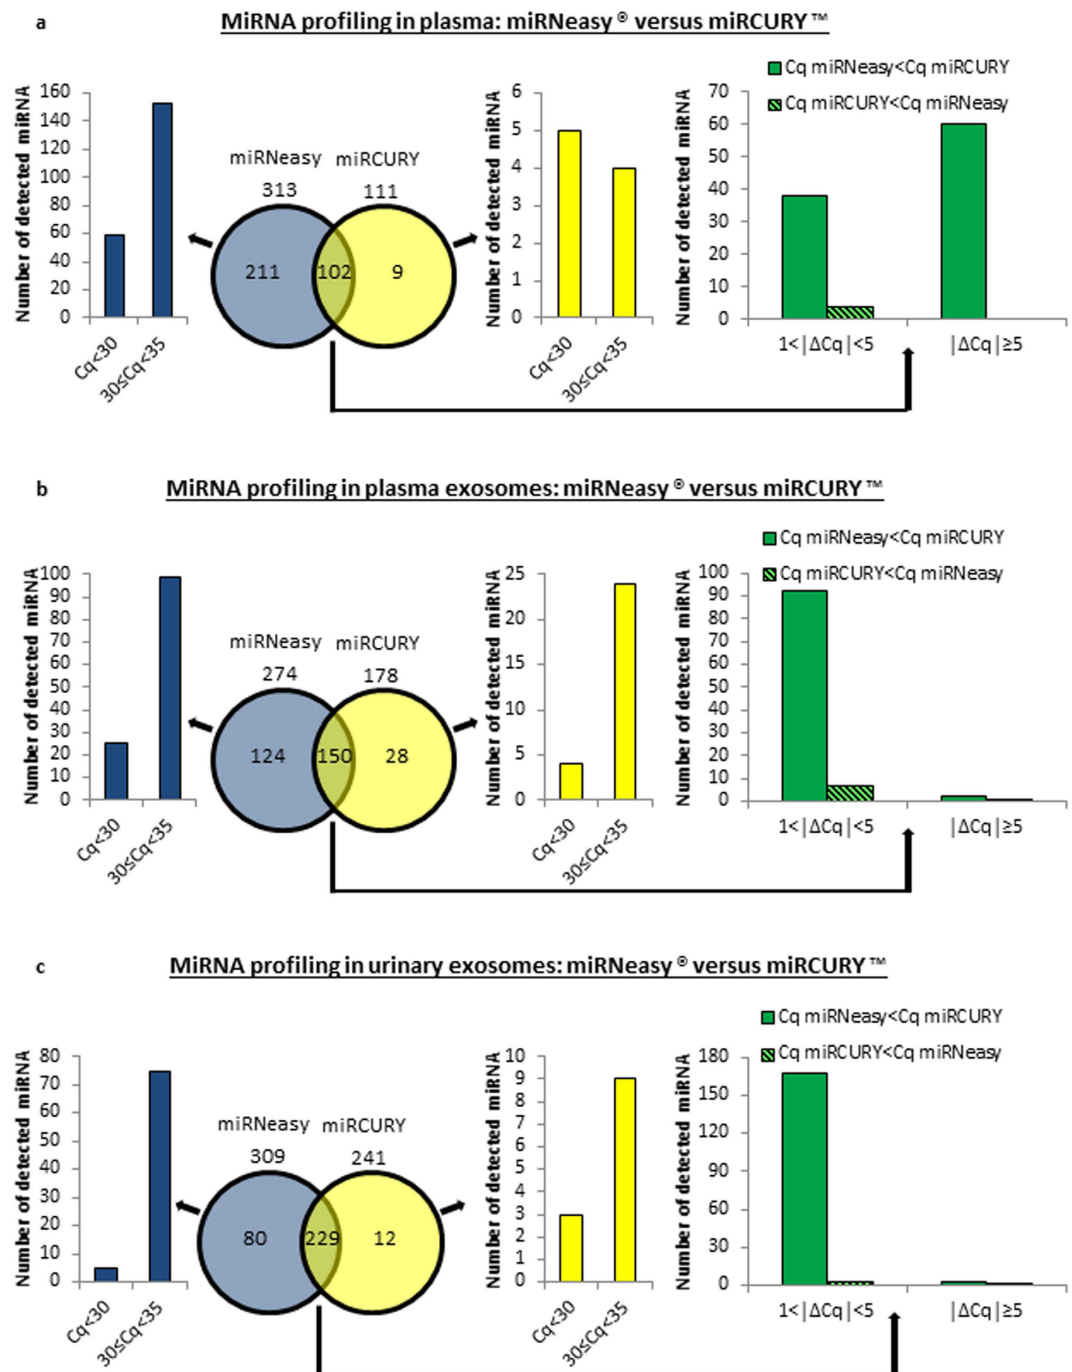 a
MiRNA profiling in plasma: miRNeasy ® versus miRCURY ™
Number of detected miRNA
160
140
120
100
80
60
40
20
0
Cq<30
30≤Cq<35
miRNeasy miRCURY
313 111
211 102 9
Number of detected miRNA
6
5
4
3
2
1
0
Cq<30
30≤Cq<35
Cq miRNeasy<Cq miRCURY
Cq miRCURY<Cq miRNeasy
Number of detected miRNA
70
60
50
40
30
20
10
0
1<|ΔCq|<5
|ΔCq|≥5
b
MiRNA profiling in plasma exosomes: miRNeasy ® versus miRCURY ™
Number of detected miRNA
100
90
80
70
60
50
40
30
20
10
0
Cq<30
30≤Cq<35
miRNeasy miRCURY
274 178
124 150 28
Number of detected miRNA
25
20
15
10
5
0
Cq<30
30≤Cq<35
Cq miRNeasy<Cq miRCURY
Cq miRCURY<Cq miRNeasy
Number of detected miRNA
100
90
80
70
60
50
40
30
20
10
0
1<|ΔCq|<5
|ΔCq|≥5
c
MiRNA profiling in urinary exosomes: miRNeasy ® versus miRCURY ™
Number of detected miRNA
80
70
60
50
40
30
20
10
0
Cq<30
30≤Cq<35
miRNeasy miRCURY
309 241
80 229 12
Number of detected miRNA
10
9
8
7
6
5
4
3
2
1
0
Cq<30
30≤Cq<35
Cq miRNeasy<Cq miRCURY
Cq miRCURY<Cq miRNeasy
Number of detected miRNA
180
150
120
90
60
30
0
1<|ΔCq|<5
|ΔCq|≥5